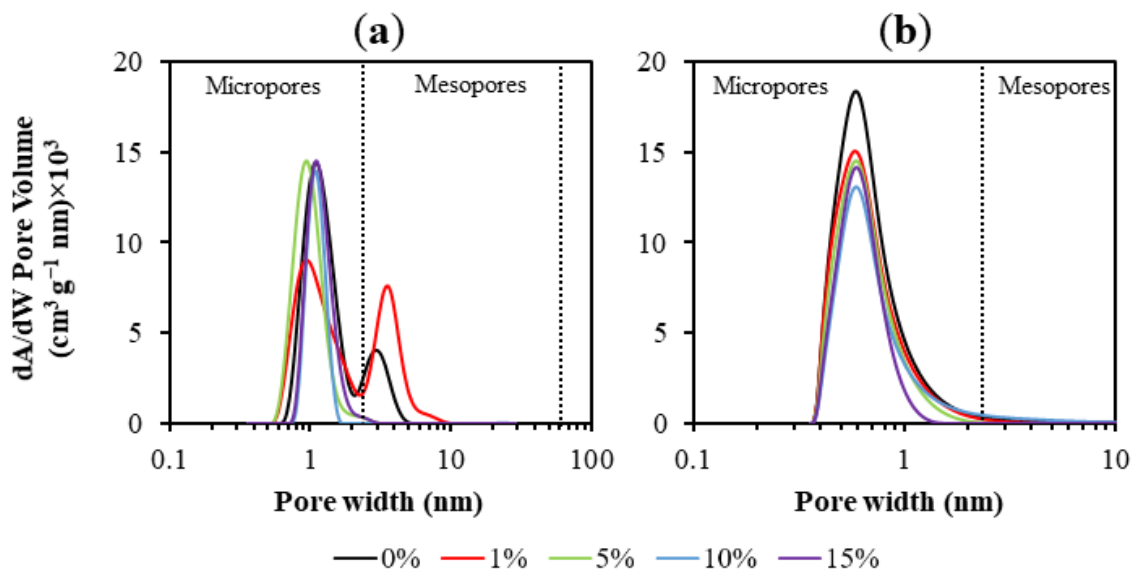 (a)
(b)
dA/dW Pore Volume
(cm³ g⁻¹ nm)×10³
20
15
10
5
0
Micropores
Mesopores
0.1
1
10
100
Pore width (nm)
20
15
10
5
0
Micropores
Mesopores
0.1
1
10
Pore width (nm)
0% 1% 5% 10% 15%